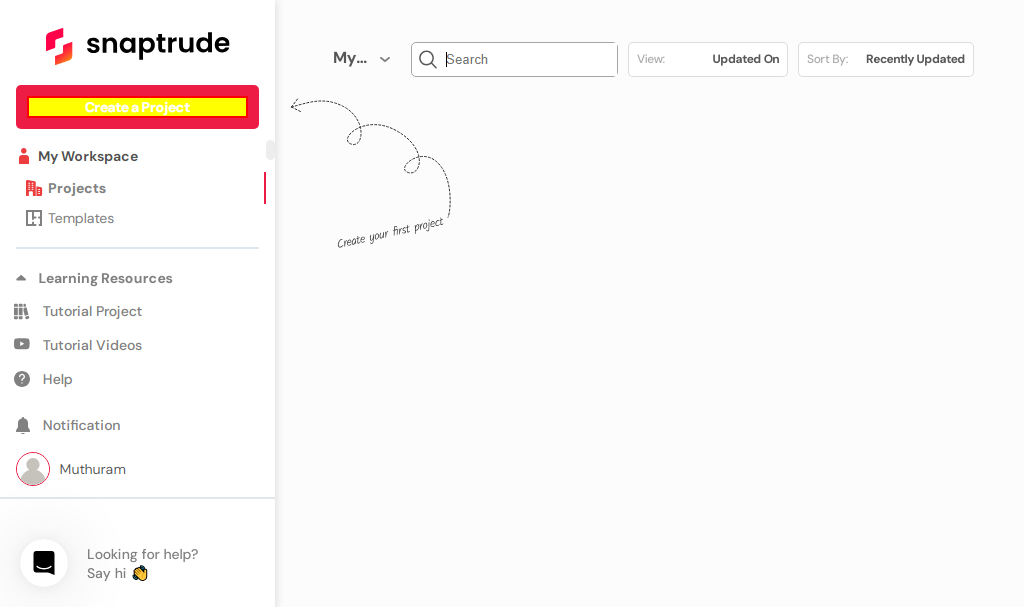 snaptrude
Create a Project
My Workspace
Projects
Templates
Learning Resources
Tutorial Project
Tutorial Videos
Help
Notification
Muthuram
Looking for help?
Say hi 👋
My...
Search
View: Updated On
Sort By: Recently Updated
Create your first project